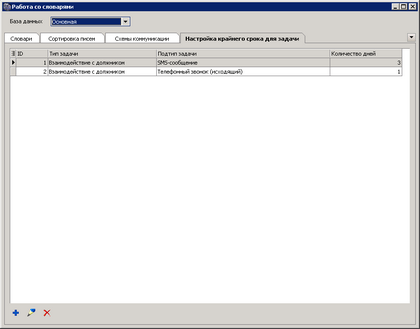 Работа со словарями
База данных: Основная
Словари Сортировка писем Схемы коммуникации Настройка крайнего срока для задачи
ID Тип задачи Подтип задачи Количество дней
1 Взаимодействие с должником SMS-сообщение 3
2 Взаимодействие с должником Телефонный звонок (исходящий) 1